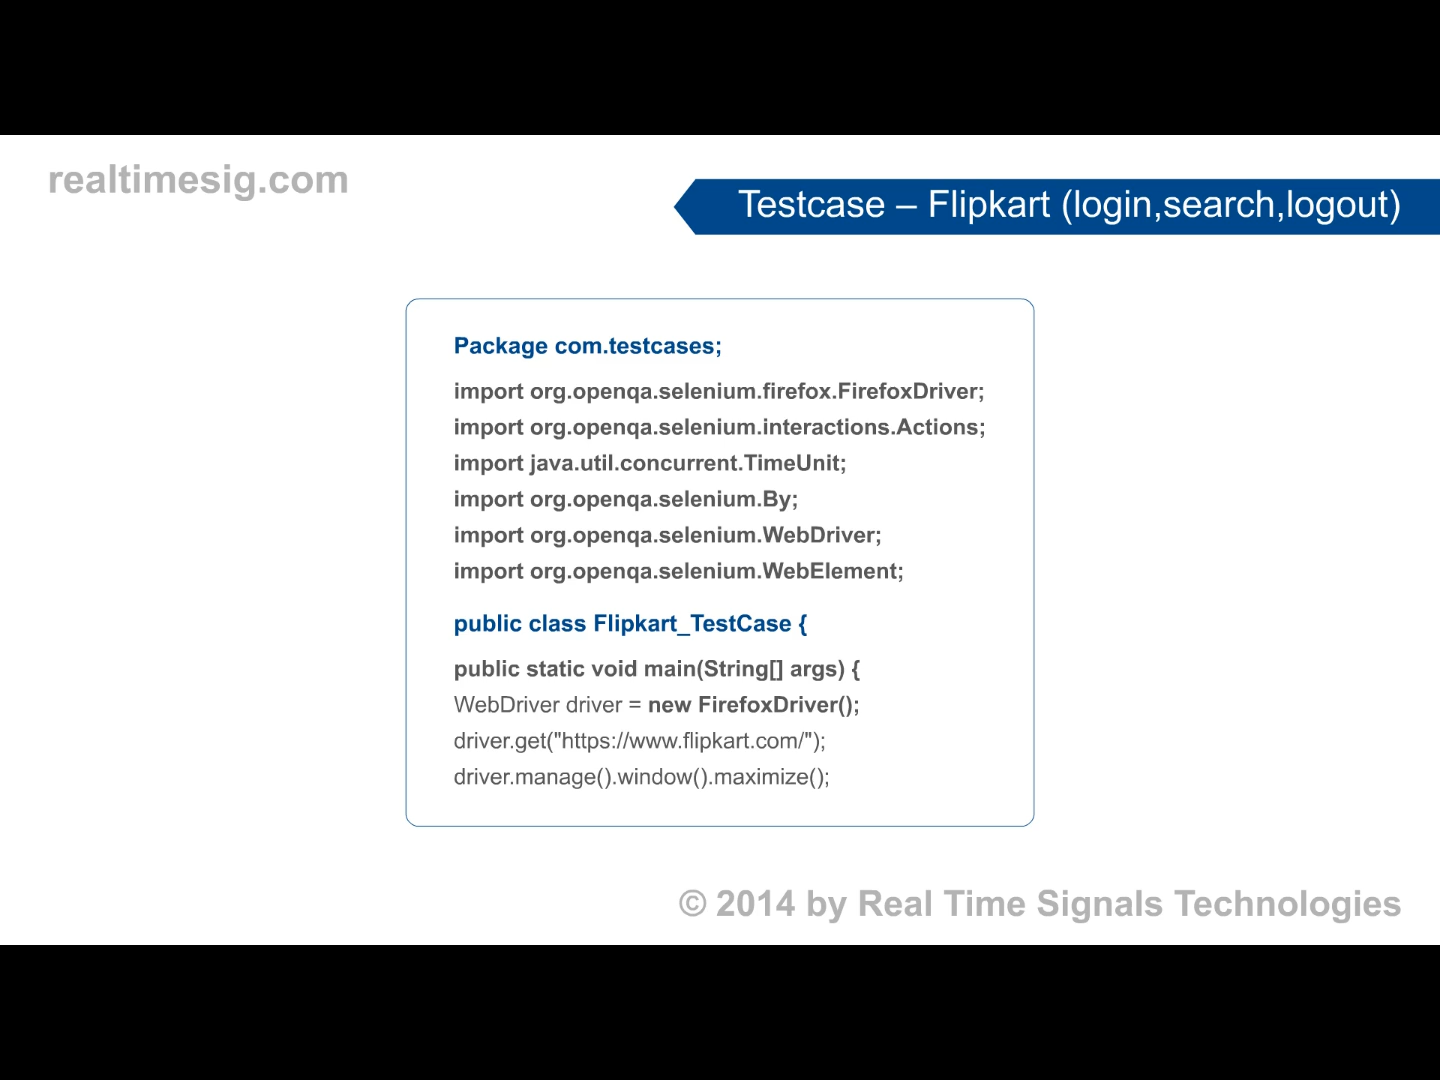 realtimesig.com
Testcase – Flipkart (login,search,logout)
Package com.testcases;
import org.openqa.selenium.firefox.FirefoxDriver;
import org.openqa.selenium.interactions.Actions;
import java.util.concurrent.TimeUnit;
import org.openqa.selenium.By;
import org.openqa.selenium.WebDriver;
import org.openqa.selenium.WebElement;
public class Flipkart_TestCase {
public static void main(String[] args) {
WebDriver driver = new FirefoxDriver();
driver.get("https://www.flipkart.com/");
driver.manage().window().maximize();
© 2014 by Real Time Signals Technologies